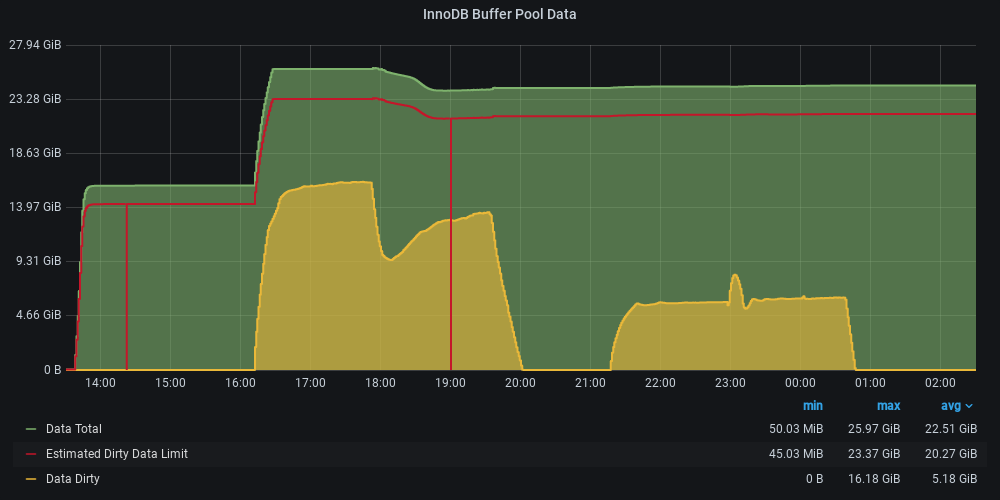 InnoDB Buffer Pool Data
27.94 GiB
23.28 GiB
18.63 GiB
13.97 GiB
9.31 GiB
4.66 GiB
0 B
14:00 15:00 16:00 17:00 18:00 19:00 20:00 21:00 22:00 23:00 00:00 01:00 02:00
min max avg
Data Total 50.03 MiB 25.97 GiB 22.51 GiB
Estimated Dirty Data Limit 45.03 MiB 23.37 GiB 20.27 GiB
Data Dirty 0 B 16.18 GiB 5.18 GiB